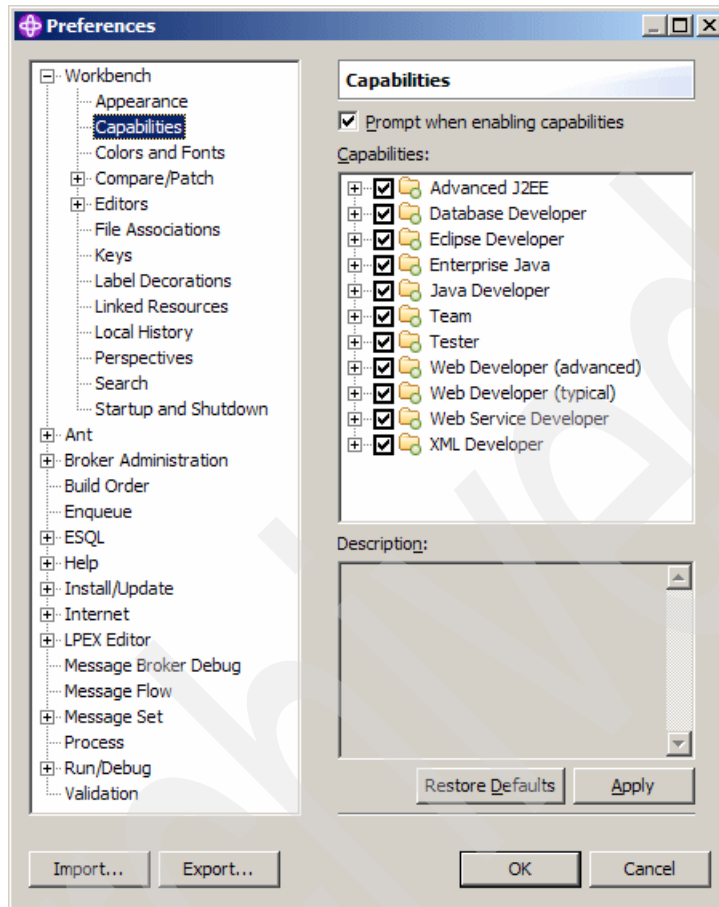 Preferences
Workbench
Appearance
Capabilities
Colors and Fonts
Compare/Patch
Editors
File Associations
Keys
Label Decorations
Linked Resources
Local History
Perspectives
Search
Startup and Shutdown
Ant
Broker Administration
Build Order
Enqueue
ESQL
Help
Install/Update
Internet
LPEX Editor
Message Broker Debug
Message Flow
Message Set
Process
Run/Debug
Validation
Capabilities
Prompt when enabling capabilities
Capabilities:
Advanced J2EE
Database Developer
Eclipse Developer
Enterprise Java
Java Developer
Team
Tester
Web Developer (advanced)
Web Developer (typical)
Web Service Developer
XML Developer
Description:
Restore Defaults
Apply
Import...
Export...
OK
Cancel